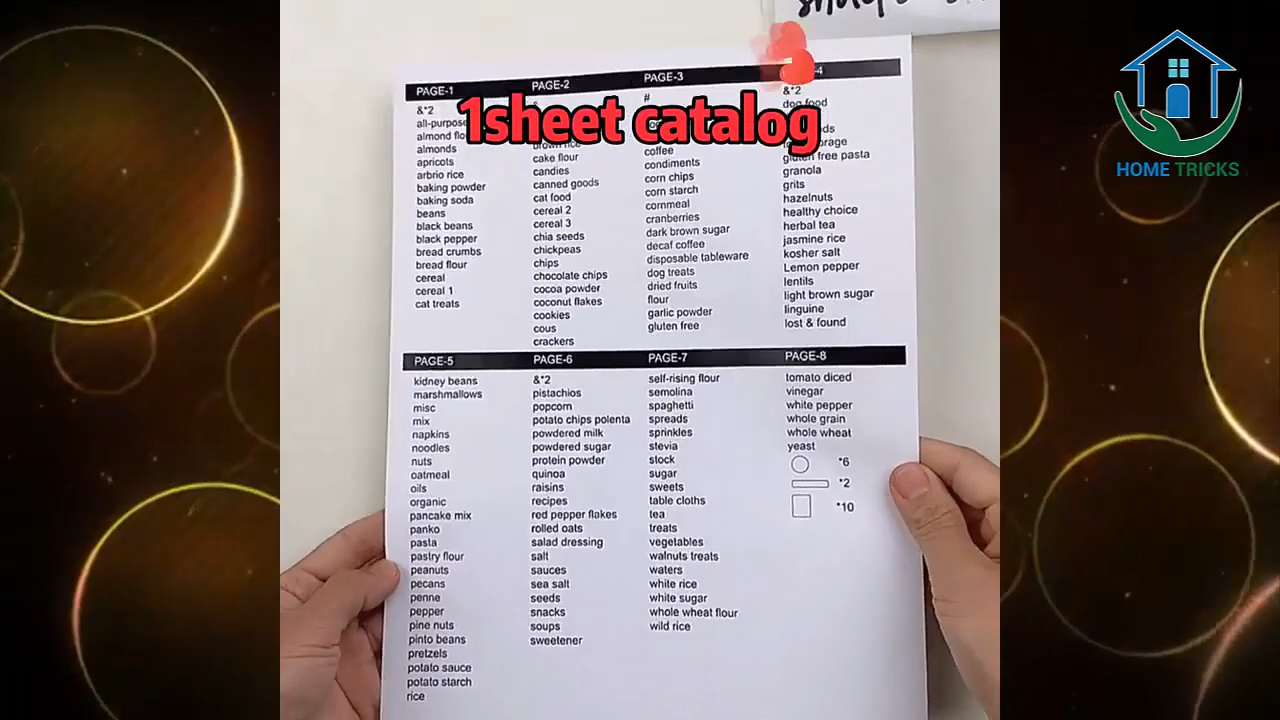 PAGE-1
&*2
all-purpose
almond
almonds
apricots
arbrio rice
baking powder
baking soda
beans
black beans
black pepper
bread crumbs
bread flour
cereal
cereal 1
cat treats
PAGE-2
brown rice
cake flour
candies
canned goods
cat food
cereal 2
cereal 3
chia seeds
chickpeas
chips
chocolate chips
cocoa powder
coconut flakes
cookies
cous
crackers
PAGE-3
#
coffee
condiments
corn chips
corn starch
cornmeal
cranberries
dark brown sugar
decaf coffee
disposable tableware
dog treats
dried fruits
flour
garlic powder
gluten free
&*2
dog food
gluten free pasta
granola
grits
hazelnuts
healthy choice
herbal tea
jasmine rice
kosher salt
Lemon pepper
lentils
light brown sugar
linguine
lost & found
1sheet catalog
PAGE-5
kidney beans
marshmallows
misc
mix
napkins
noodles
nuts
oatmeal
oils
organic
pancake mix
panko
pasta
pastry flour
peanuts
pecans
penne
pepper
pine nuts
pinto beans
pretzels
potato sauce
potato starch
rice
PAGE-6
&*2
pistachios
popcorn
potato chips polenta
powdered milk
powdered sugar
protein powder
quinoa
raisins
recipes
red pepper flakes
rolled oats
salad dressing
salt
sauces
sea salt
seeds
snacks
soups
sweetener
PAGE-7
self-rising flour
semolina
spaghetti
spreads
sprinkles
stevia
stock
sugar
sweets
table cloths
tea
treats
vegetables
walnuts treats
waters
white rice
white sugar
whole wheat flour
wild rice
PAGE-8
tomato diced
vinegar
white pepper
whole grain
whole wheat
yeast
*6
*2
*10
HOME TRICKS